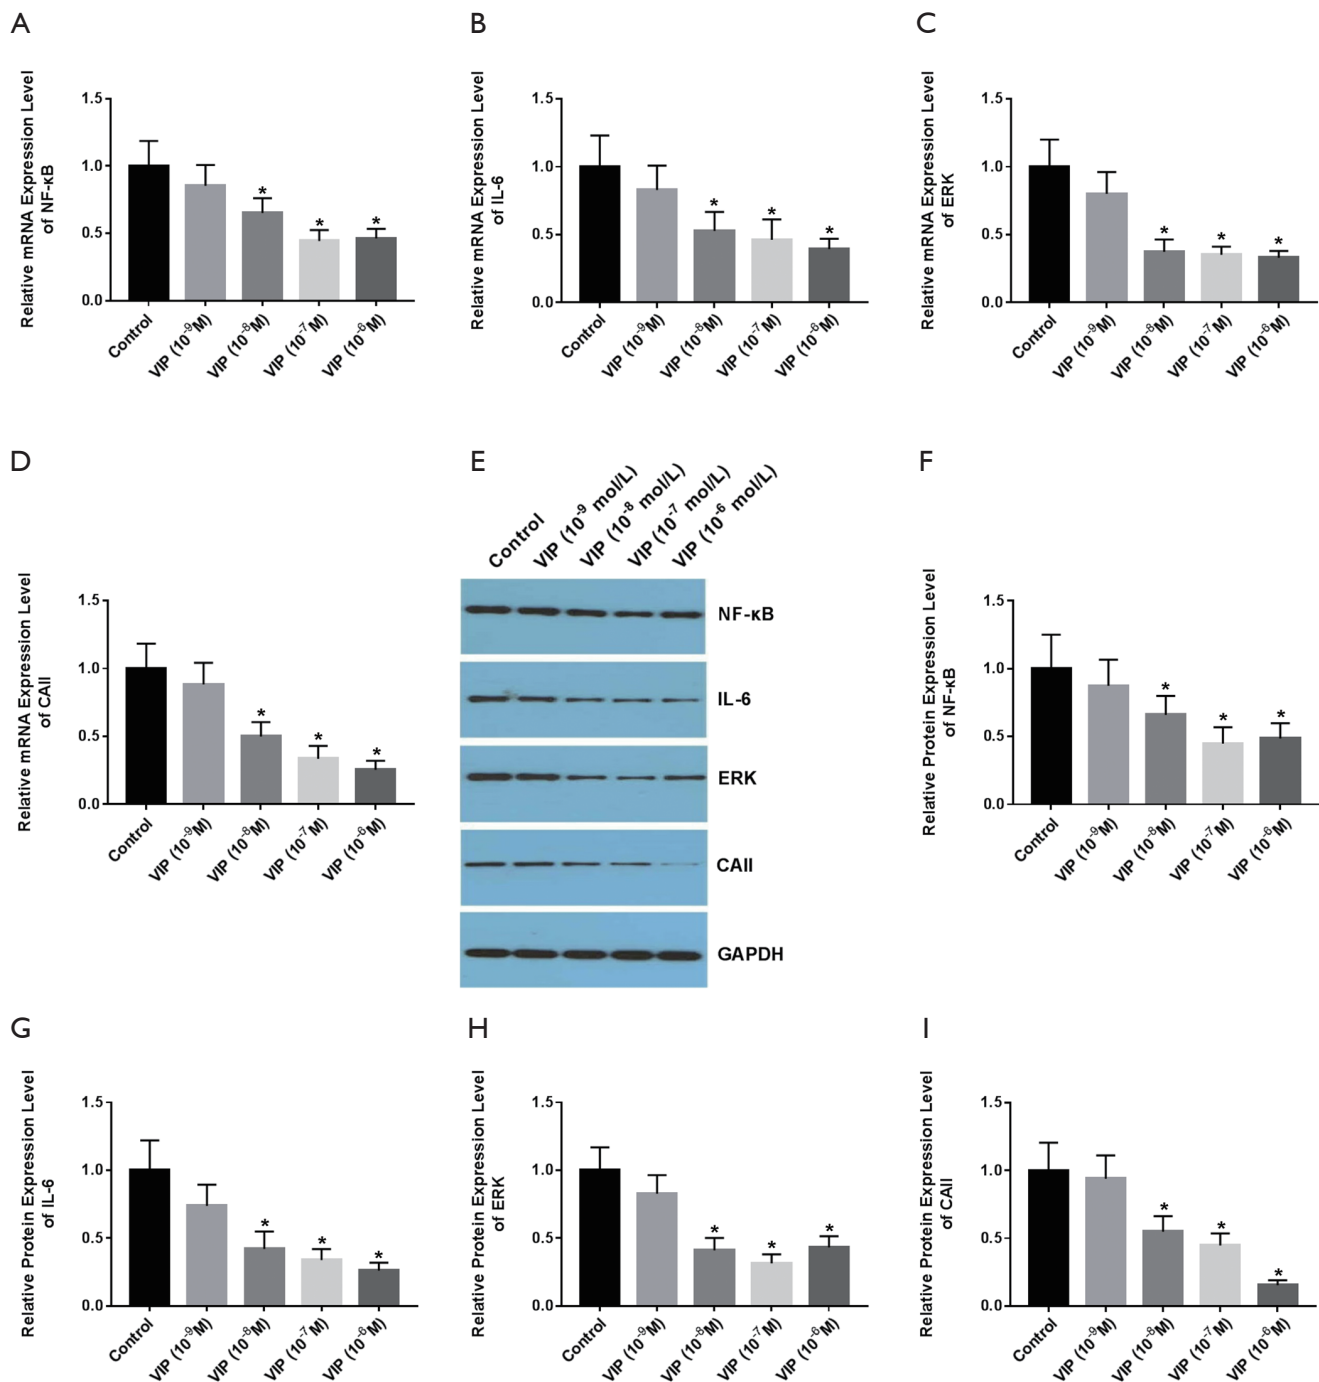 A
Relative mRNA Expression Level
of NF-κB
1.5
1.0
0.5
0.0
*
*
*
Control
VIP (10⁻⁹M)
VIP (10⁻⁸M)
VIP (10⁻⁷M)
VIP (10⁻⁶M)
B
Relative mRNA Expression Level
of IL-6
1.5
1.0
0.5
0.0
*
*
*
Control
VIP (10⁻⁹M)
VIP (10⁻⁸M)
VIP (10⁻⁷M)
VIP (10⁻⁶M)
C
Relative mRNA Expression Level
of ERK
1.5
1.0
0.5
0.0
*
*
*
Control
VIP (10⁻⁹M)
VIP (10⁻⁸M)
VIP (10⁻⁷M)
VIP (10⁻⁶M)
D
Relative mRNA Expression Level
of CAII
1.5
1.0
0.5
0.0
*
*
*
Control
VIP (10⁻⁹M)
VIP (10⁻⁸M)
VIP (10⁻⁷M)
VIP (10⁻⁶M)
E
Control
VIP (10⁻⁹ mol/L)
VIP (10⁻⁸ mol/L)
VIP (10⁻⁷ mol/L)
VIP (10⁻⁶ mol/L)
NF-κB
IL-6
ERK
CAII
GAPDH
F
Relative Protein Expression Level
of NF-κB
1.5
1.0
0.5
0.0
*
*
*
Control
VIP (10⁻⁹M)
VIP (10⁻⁸M)
VIP (10⁻⁷M)
VIP (10⁻⁶M)
G
Relative Protein Expression Level
of IL-6
1.5
1.0
0.5
0.0
*
*
*
Control
VIP (10⁻⁹M)
VIP (10⁻⁸M)
VIP (10⁻⁷M)
VIP (10⁻⁶M)
H
Relative Protein Expression Level
of ERK
1.5
1.0
0.5
0.0
*
*
*
Control
VIP (10⁻⁹M)
VIP (10⁻⁸M)
VIP (10⁻⁷M)
VIP (10⁻⁶M)
I
Relative Protein Expression Level
of CAII
1.5
1.0
0.5
0.0
*
*
*
Control
VIP (10⁻⁹M)
VIP (10⁻⁸M)
VIP (10⁻⁷M)
VIP (10⁻⁶M)